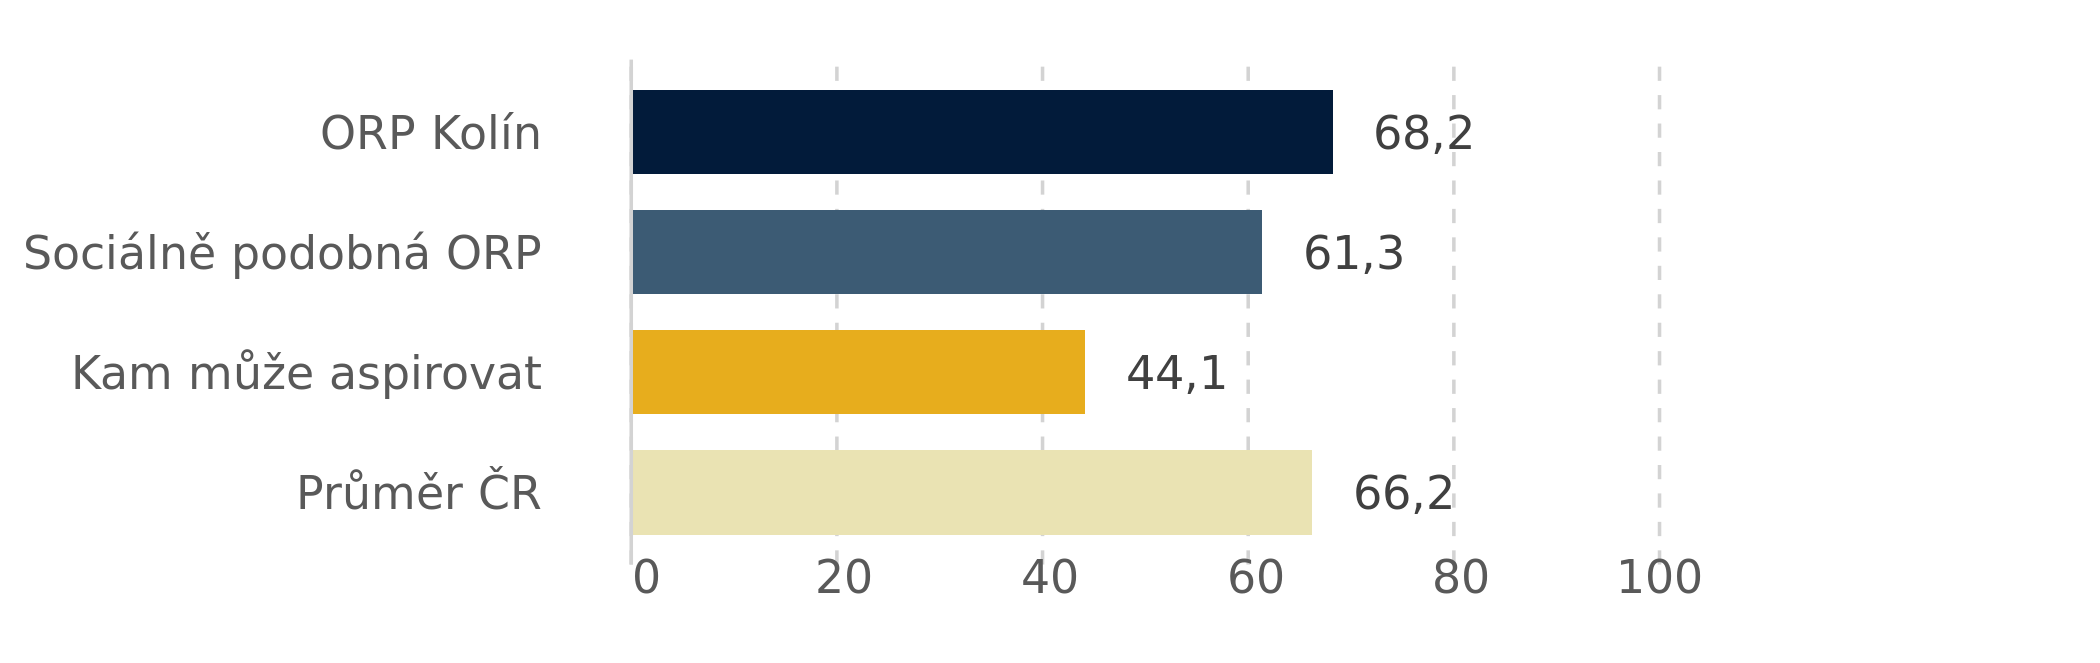 ORP Kolín
68,2
Sociálně podobná ORP
61,3
Kam může aspirovat
44,1
Průměr ČR
66,2
0 20 40 60 80 100